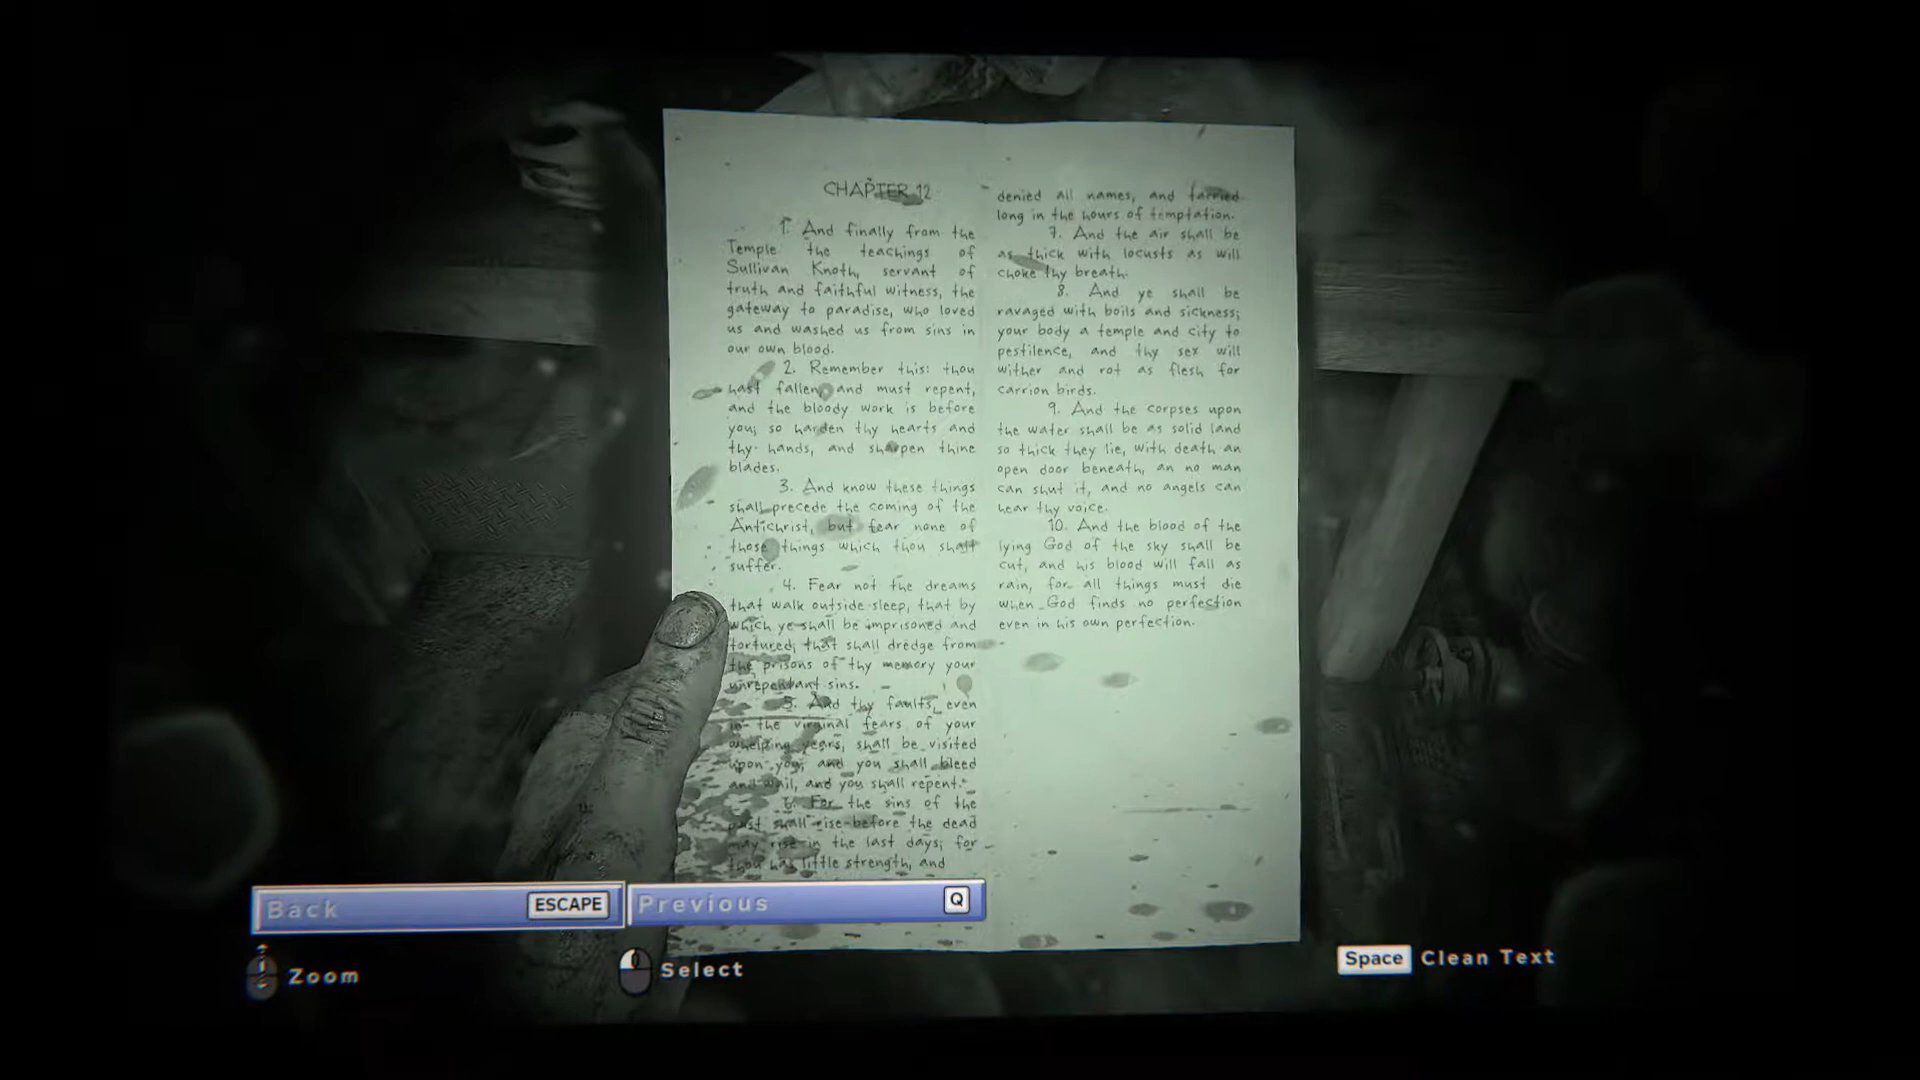 CHAPTER 12
1. And finally from the
Temple the teachings of
Sullivan Knoth, servant of
truth and faithful witness, the
gateway to paradise, who loved
us and washed us from sins in
our own blood.
2. Remember this: thou
hast fallen, and must repent,
and the bloody work is before
you; so harden thy hearts and
thy hands, and sharpen thine
blades.
3. And know these things
shall precede the coming of the
Antichrist, but fear none of
those things which thou shalt
suffer.
4. Fear not the dreams
that walk outside sleep, that by
which ye shall be imprisoned and
tortured; that shall dredge from
the prisons of thy memory your
unrepentant sins.
5. And thy faults, even
in the virginal fears of your
whelping years, shall be visited
upon you; and you shall bleed
and wail, and you shall repent.
6. For the sins of the
past shall rise before the dead
may rise in the last days; for
thou has little strength, and
denied all names, and tarried
long in the hours of temptation.
7. And the air shall be
as thick with locusts as will
choke thy breath.
8. And ye shall be
ravaged with boils and sickness;
your body a temple and city to
pestilence, and thy sex will
wither and rot as flesh for
carrion birds.
9. And the corpses upon
the water shall be as solid land
so thick they lie, with death an
open door beneath, an no man
can shut it, and no angels can
hear thy voice.
10. And the blood of the
lying God of the sky shall be
cut, and his blood will fall as
rain, for all things must die
when God finds no perfection
even in his own perfection.
Back ESCAPE
Previous Q
Zoom
Select
Space Clean Text